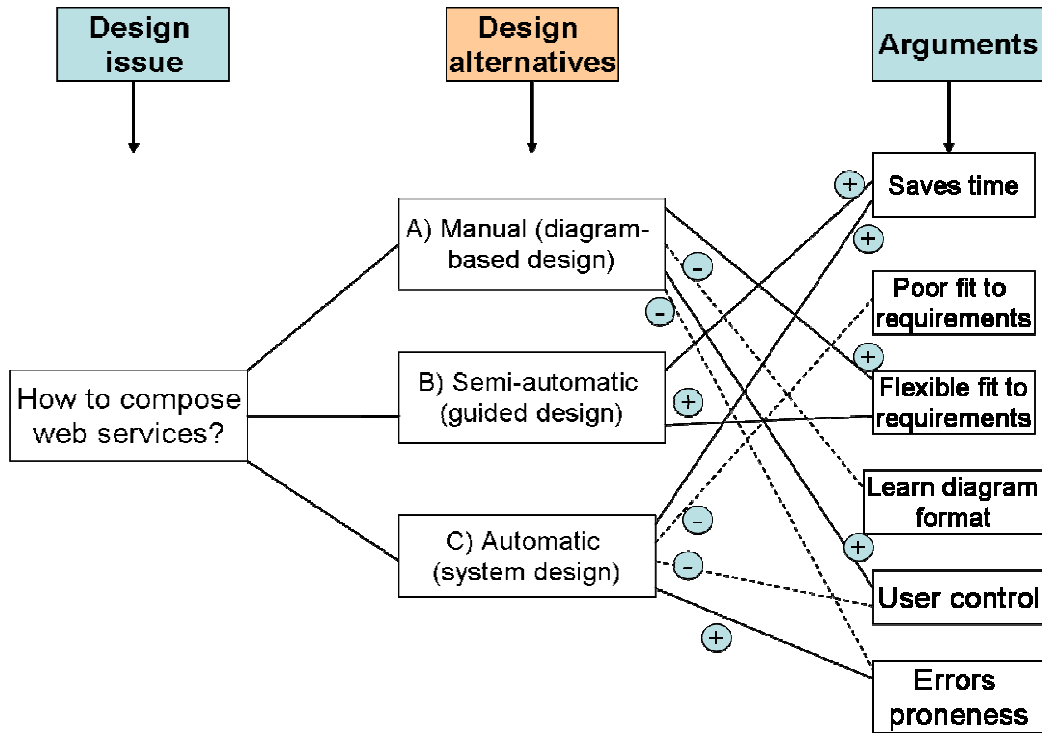 Design
issue
Design
alternatives
Arguments
How to compose
web services?
A) Manual (diagram-
based design)
B) Semi-automatic
(guided design)
C) Automatic
(system design)
+
Saves time
+
-
-
Poor fit to
requirements
+
Flexible fit to
requirements
+
Learn diagram
format
-
+
-
User control
+
Errors
proneness